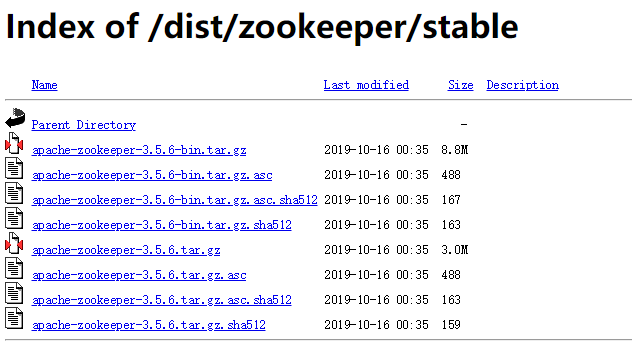 Index of /dist/zookeeper/stable
Name Last modified Size Description
Parent Directory -
apache-zookeeper-3.5.6-bin.tar.gz 2019-10-16 00:35 8.8M
apache-zookeeper-3.5.6-bin.tar.gz.asc 2019-10-16 00:35 488
apache-zookeeper-3.5.6-bin.tar.gz.asc.sha512 2019-10-16 00:35 167
apache-zookeeper-3.5.6-bin.tar.gz.sha512 2019-10-16 00:35 163
apache-zookeeper-3.5.6.tar.gz 2019-10-16 00:35 3.0M
apache-zookeeper-3.5.6.tar.gz.asc 2019-10-16 00:35 488
apache-zookeeper-3.5.6.tar.gz.asc.sha512 2019-10-16 00:35 163
apache-zookeeper-3.5.6.tar.gz.sha512 2019-10-16 00:35 159